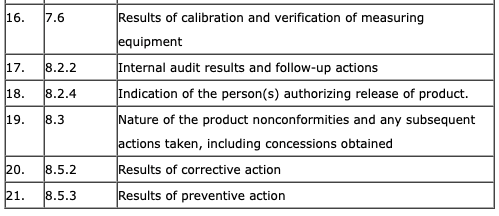 16. 7.6 Results of calibration and verification of measuring
equipment
17. 8.2.2 Internal audit results and follow-up actions
18. 8.2.4 Indication of the person(s) authorizing release of product.
19. 8.3 Nature of the product nonconformities and any subsequent
actions taken, including concessions obtained
20. 8.5.2 Results of corrective action
21. 8.5.3 Results of preventive action